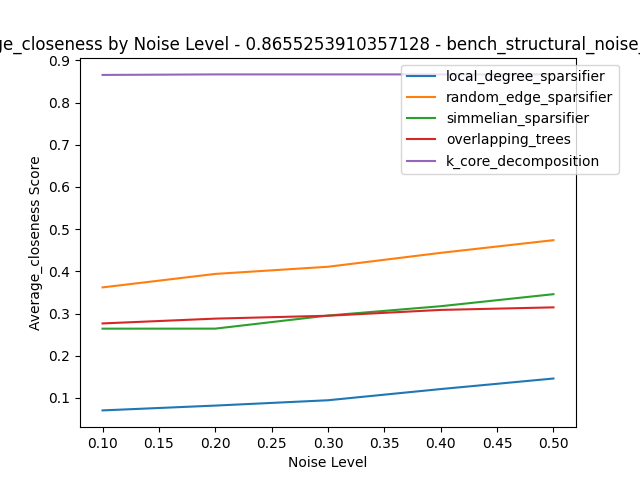 ge_closeness by Noise Level - 0.8655253910357128 - bench_structural_noise_
Average_closeness Score
0.9
0.8
0.7
0.6
0.5
0.4
0.3
0.2
0.1
local_degree_sparsifier
random_edge_sparsifier
simmelian_sparsifier
overlapping_trees
k_core_decomposition
0.10 0.15 0.20 0.25 0.30 0.35 0.40 0.45 0.50
Noise Level